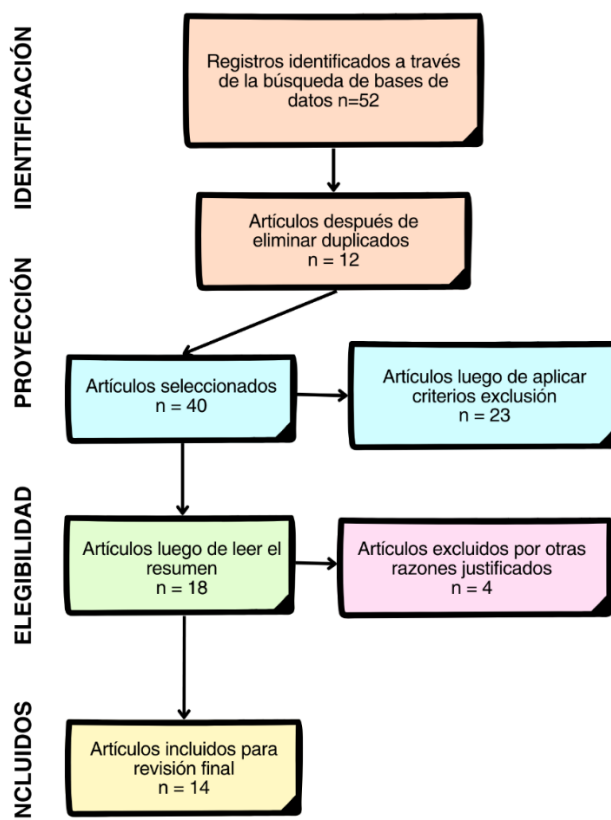 IDENTIFICACIÓN
Registros identificados a través
de la búsqueda de bases de
datos n=52
Artículos después de
eliminar duplicados
n = 12
PROYECCIÓN
Artículos seleccionados
n = 40
Artículos luego de aplicar
criterios exclusión
n = 23
ELEGIBILIDAD
Artículos luego de leer el
resumen
n = 18
Artículos excluidos por otras
razones justificados
n = 4
NCLUIDOS
Artículos incluidos para
revisión final
n = 14